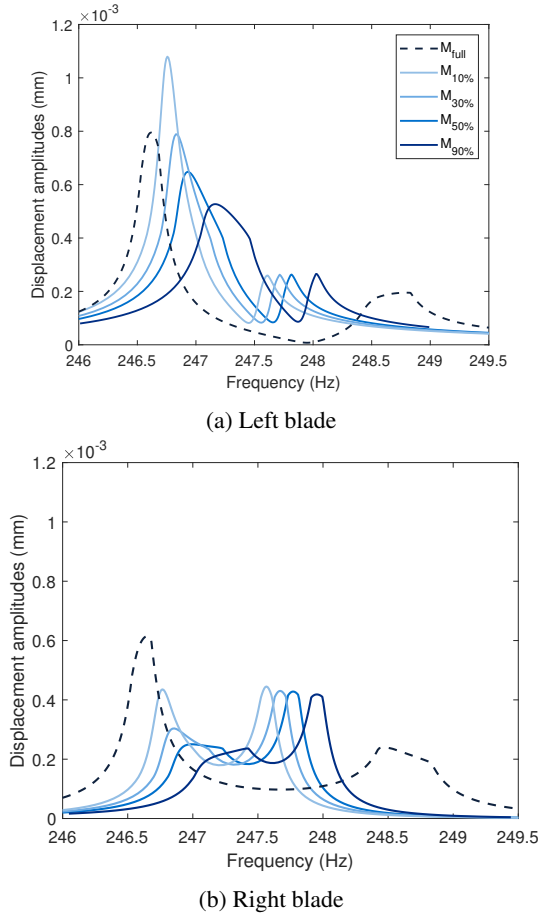 ×10⁻³
1.2
1
0.8
0.6
0.4
0.2
0
Displacement amplitudes (mm)
M_full
M_10%
M_30%
M_50%
M_90%
246 246.5 247 247.5 248 248.5 249 249.5
Frequency (Hz)
(a) Left blade
×10⁻³
1.2
1
0.8
0.6
0.4
0.2
0
Displacement amplitudes (mm)
246 246.5 247 247.5 248 248.5 249 249.5
Frequency (Hz)
(b) Right blade